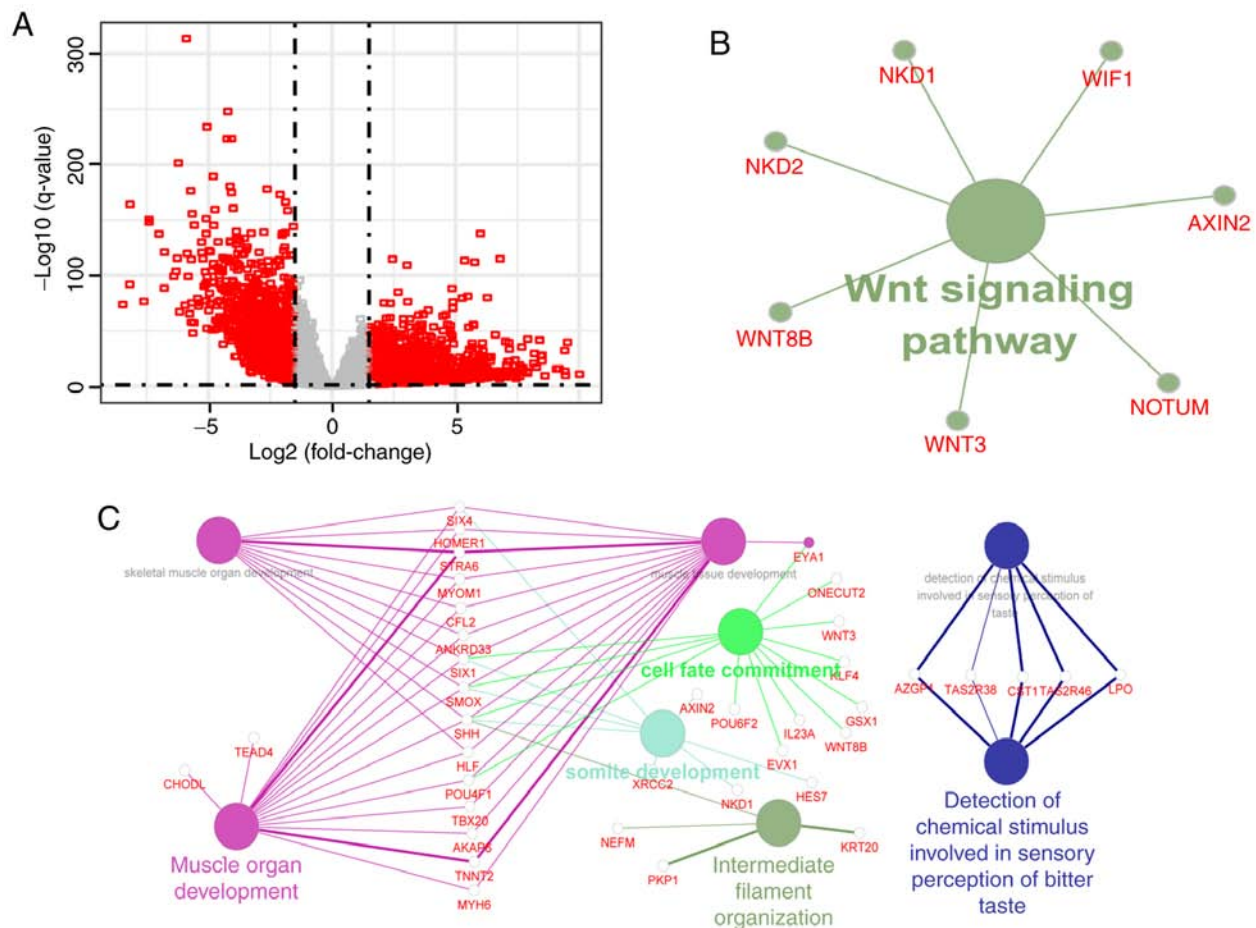 A
300
200
100
0
–Log10 (q-value)
–5
0
5
Log2 (fold-change)
B
NKD1
WIF1
NKD2
AXIN2
WNT8B
Wnt signaling
pathway
NOTUM
WNT3
C
SIX4
HOMER1
STRA6
MYOM1
CFL2
ANKRD33
SIX1
SMOX
SHH
HLF
POU4F1
TBX20
AKAP6
TNNT2
MYH6
skeletal muscle organ development
muscle tissue development
EYA1
ONECUT2
WNT3
KLF4
GSX1
WNT8B
IL23A
EVX1
POU6F2
AXIN2
cell fate commitment
somite development
XRCC2
NKD1
HES7
TEAD4
CHODL
Muscle organ
development
NEFM
PKP1
KRT20
Intermediate
filament
organization
detection of chemical stimulus
involved in sensory perception of
taste
AZGP1
TAS2R38
CST1
TAS2R46
LPO
Detection of
chemical stimulus
involved in sensory
perception of bitter
taste